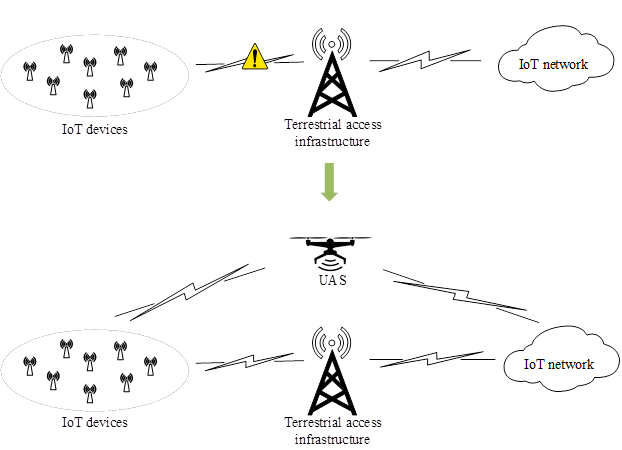 IoT network
IoT devices
Terrestrial access
infrastructure
UAS
IoT network
IoT devices
Terrestrial access
infrastructure